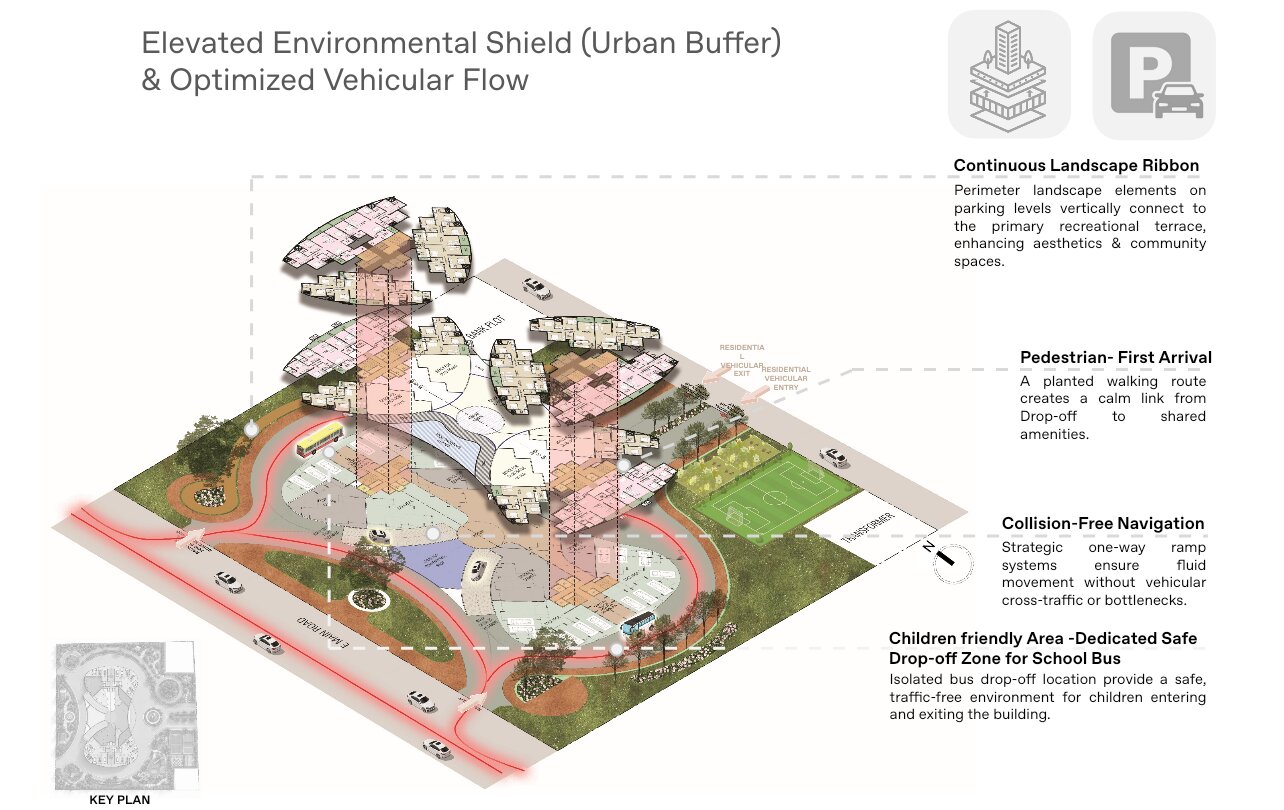 Elevated Environmental Shield (Urban Buffer)
& Optimized Vehicular Flow
P
Continuous Landscape Ribbon
Perimeter landscape elements on
parking levels vertically connect to
the primary recreational terrace,
enhancing aesthetics & community
spaces.
BANK PLOT
RESIDENTIA
L
VEHICULAR
EXIT
RESIDENTIAL
VEHICULAR
ENTRY
Pedestrian- First Arrival
A planted walking route
creates a calm link from
Drop-off to shared
amenities.
TRANSFORMER
N
Collision-Free Navigation
Strategic one-way ramp
systems ensure fluid
movement without vehicular
cross-traffic or bottlenecks.
MAIN ROAD
Children friendly Area -Dedicated Safe
Drop-off Zone for School Bus
Isolated bus drop-off location provide a safe,
traffic-free environment for children entering
and exiting the building.
KEY PLAN